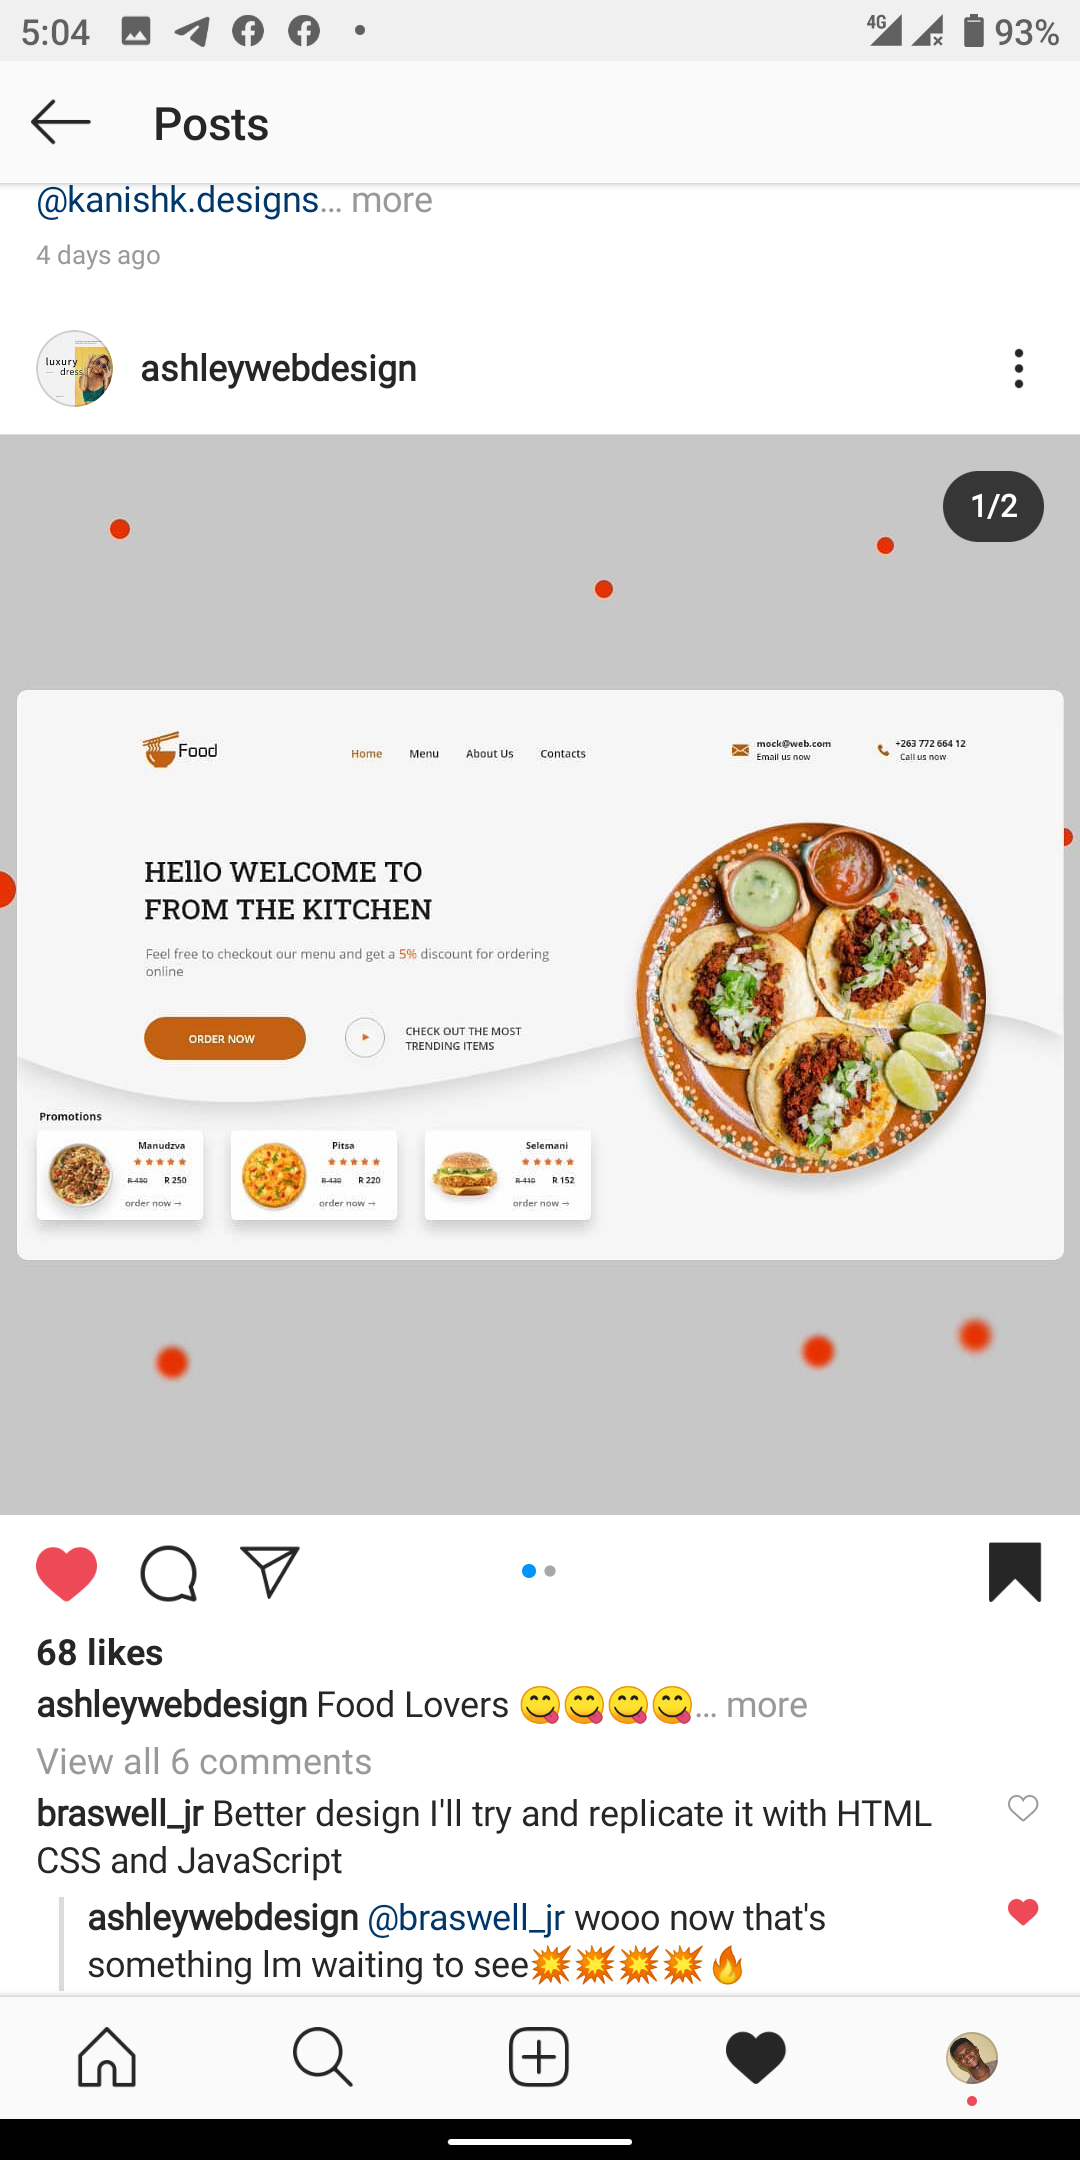 5:04
4G
93%
Posts
@kanishk.designs... more
4 days ago
luxury
dress
ashleywebdesign
1/2
Food
Home Menu About Us Contacts
mock@web.com
Email us now
+263 772 664 12
Call us now
HEllO WELCOME TO
FROM THE KITCHEN
Feel free to checkout our menu and get a 5% discount for ordering
online
ORDER NOW
CHECK OUT THE MOST
TRENDING ITEMS
Promotions
Manudzva
R 450 R 250
order now →
Pitsa
R 430 R 220
order now →
Selemani
R 410 R 152
order now →
68 likes
ashleywebdesign Food Lovers 😋😋😋😋... more
View all 6 comments
braswell_jr Better design I'll try and replicate it with HTML
CSS and JavaScript
ashleywebdesign @braswell_jr wooo now that's
something Im waiting to see💥💥💥💥🔥